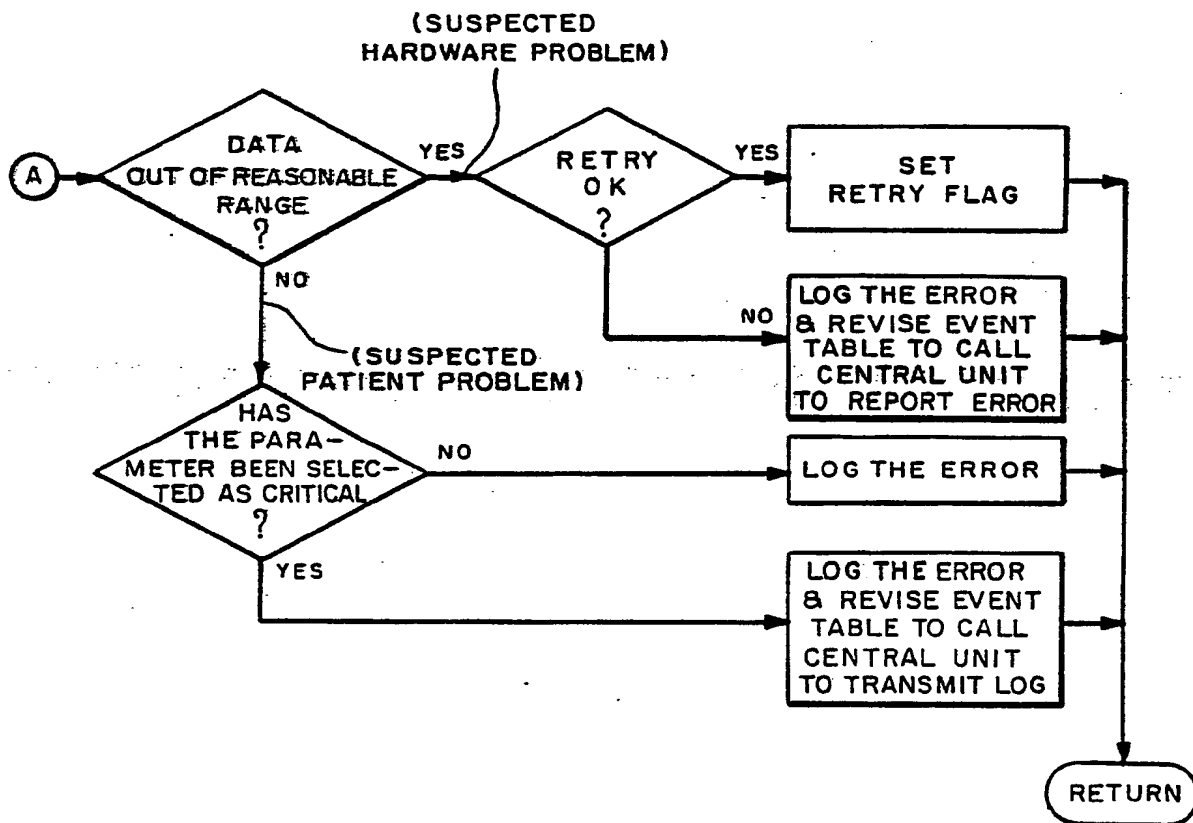 (SUSPECTED
HARDWARE PROBLEM)
A
DATA
OUT OF REASONABLE
RANGE
?
YES
RETRY
OK
?
YES
SET
RETRY FLAG
NO
NO
LOG THE ERROR
& REVISE EVENT
TABLE TO CALL
CENTRAL UNIT
TO REPORT ERROR
(SUSPECTED
PATIENT PROBLEM)
HAS
THE PARA-
METER BEEN SELEC-
TED AS CRITICAL
?
NO
LOG THE ERROR
YES
LOG THE ERROR
& REVISE EVENT
TABLE TO CALL
CENTRAL UNIT
TO TRANSMIT LOG
RETURN